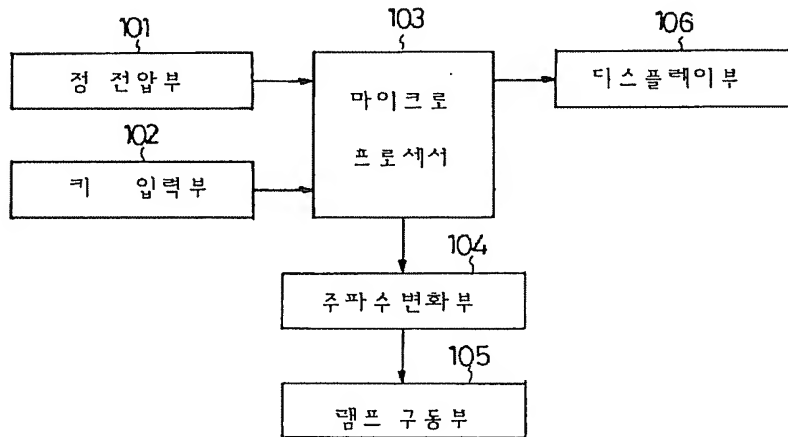 101
정 전압부
102
키 입력부
103
마이크로
프로세서
106
디스플레이부
104
주파수변화부
105
램프 구동부